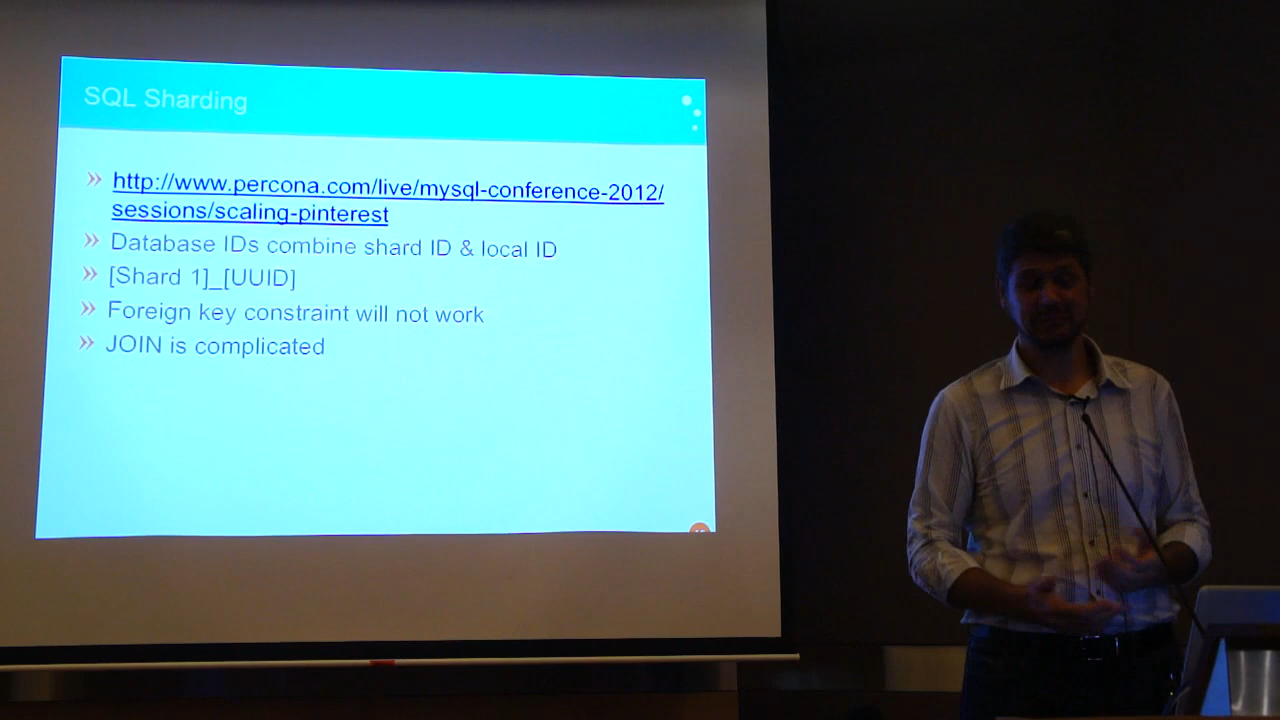 SQL Sharding
» http://www.percona.com/live/mysql-conference-2012/
sessions/scaling-pinterest
» Database IDs combine shard ID & local ID
» [Shard 1]_[UUID]
» Foreign key constraint will not work
» JOIN is complicated